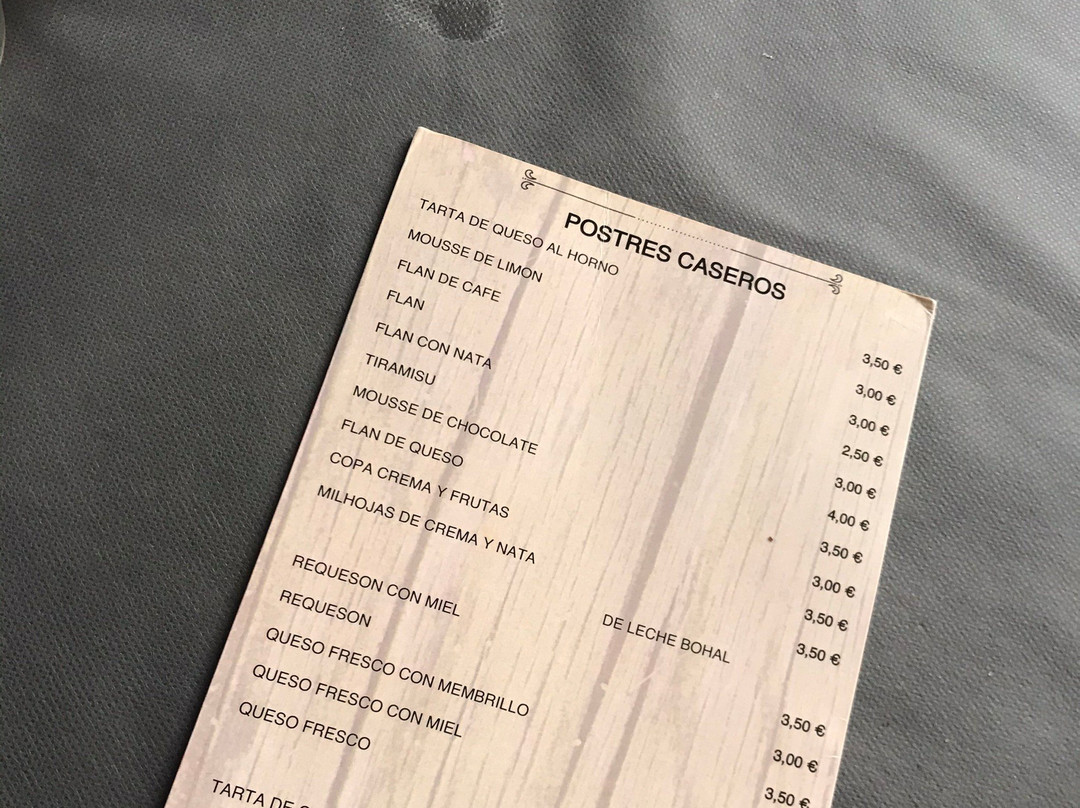 POSTRES CASEROS
TARTA DE QUESO AL HORNO 3,50 €
MOUSSE DE LIMON 3,00 €
FLAN DE CAFE 3,00 €
FLAN 2,50 €
FLAN CON NATA 3,00 €
TIRAMISU 4,00 €
MOUSSE DE CHOCOLATE 3,50 €
FLAN DE QUESO 3,00 €
COPA CREMA Y FRUTAS 3,50 €
MILHOJAS DE CREMA Y NATA 3,50 €
DE LECHE BOHAL
REQUESON CON MIEL 3,50 €
REQUESON 3,00 €
QUESO FRESCO CON MEMBRILLO 3,50 €
QUESO FRESCO CON MIEL
QUESO FRESCO
TARTA DE